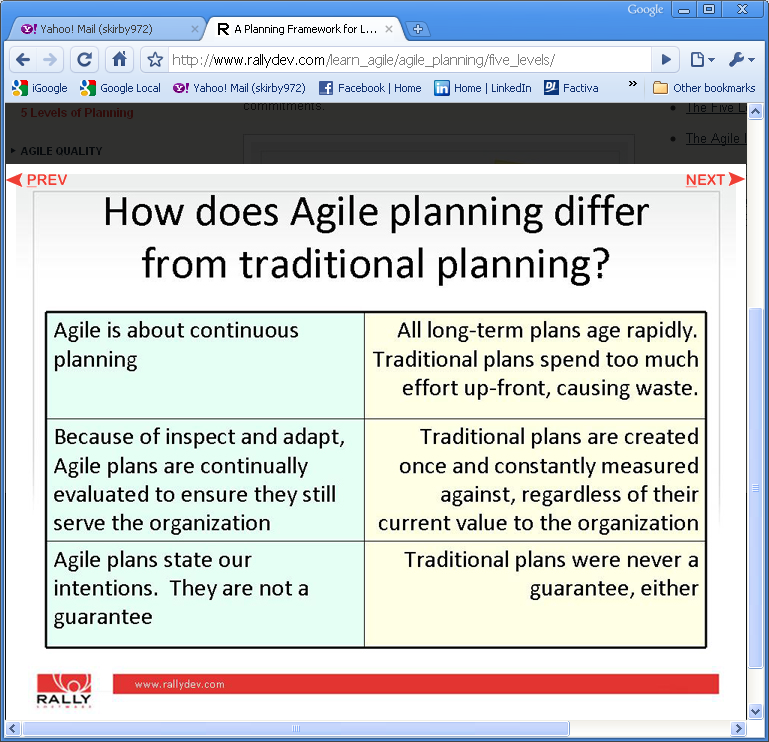 Google
Yahoo! Mail (skirby972)
A Planning Framework for L...
http://www.rallydev.com/learn_agile/agile_planning/five_levels/
iGoogle
Google Local
Yahoo! Mail (skirby972)
Facebook | Home
Home | LinkedIn
Factiva
»
Other bookmarks
5 Levels of Planning
commitments.
The Five L
AGILE QUALITY
The Agile
PREV
NEXT
How does Agile planning differ
from traditional planning?
Agile is about continuous
planning
All long-term plans age rapidly.
Traditional plans spend too much
effort up-front, causing waste.
Because of inspect and adapt,
Agile plans are continually
evaluated to ensure they still
serve the organization
Traditional plans are created
once and constantly measured
against, regardless of their
current value to the organization
Agile plans state our
intentions.  They are not a
guarantee
Traditional plans were never a
guarantee, either
RALLY
SOFTWARE
www.rallydev.com